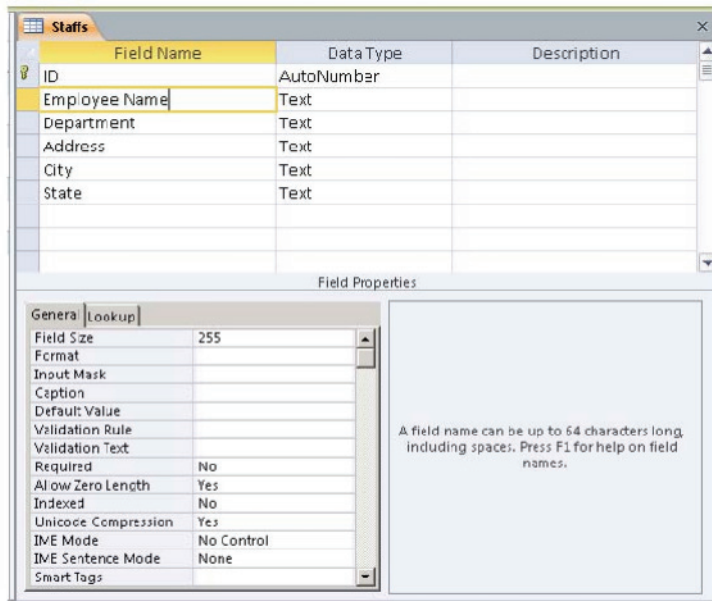 Staffs
Field Name Data Type Description
ID AutoNumber
Employee Name Text
Department Text
Address Text
City Text
State Text
Field Properties
General Lookup
Field Size 255
Format
Input Mask
Caption
Default Value
Validation Rule
Validation Text
Required No
Allow Zero Length Yes
Indexed No
Unicode Compression Yes
IME Mode No Control
IME Sentence Mode None
Smart Tags
A field name can be up to 64 characters long,
including spaces. Press F1 for help on field
names.